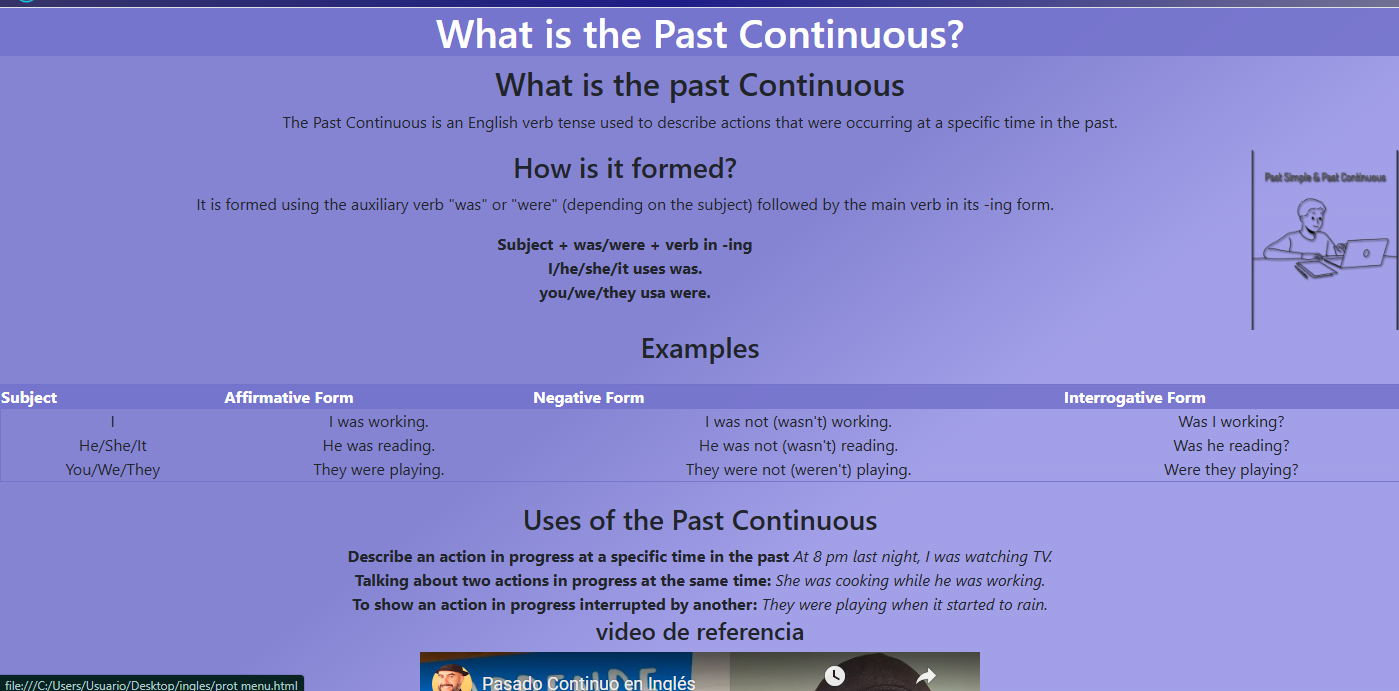 What is the Past Continuous?
What is the past Continuous
The Past Continuous is an English verb tense used to describe actions that were occurring at a specific time in the past.
How is it formed?
Past Simple & Past Continuous
It is formed using the auxiliary verb "was" or "were" (depending on the subject) followed by the main verb in its -ing form.
Subject + was/were + verb in -ing
I/he/she/it uses was.
you/we/they usa were.
Examples
Subject Affirmative Form Negative Form Interrogative Form
I I was working. I was not (wasn't) working. Was I working?
He/She/It He was reading. He was not (wasn't) reading. Was he reading?
You/We/They They were playing. They were not (weren't) playing. Were they playing?
Uses of the Past Continuous
Describe an action in progress at a specific time in the past At 8 pm last night, I was watching TV.
Talking about two actions in progress at the same time: She was cooking while he was working.
To show an action in progress interrupted by another: They were playing when it started to rain.
video de referencia
Pasado Continuo en Inglés
file:///C:/Users/Usuario/Desktop/ingles/prot menu.html